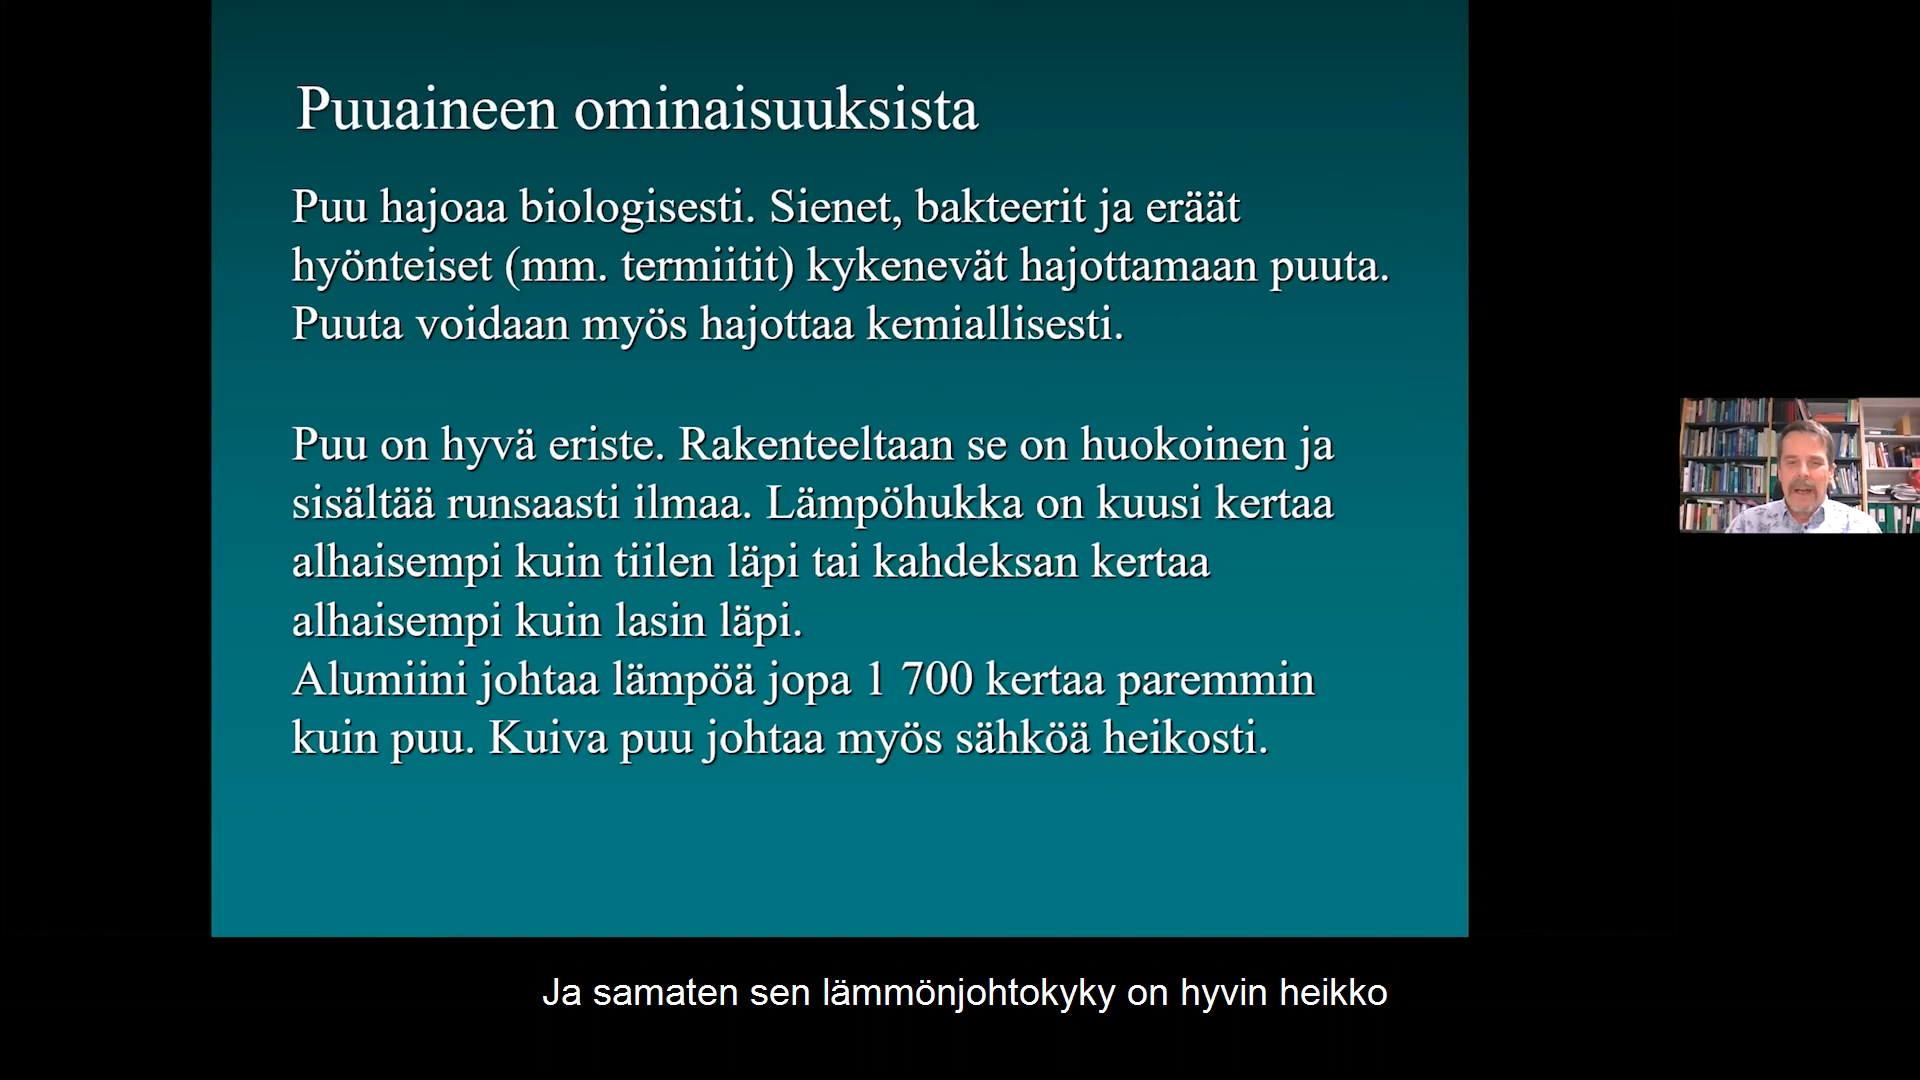 Puuaineen ominaisuuksista
Puu hajoaa biologisesti. Sienet, bakteerit ja eräät
hyönteiset (mm. termiitit) kykenevät hajottamaan puuta.
Puuta voidaan myös hajottaa kemiallisesti.
Puu on hyvä eriste. Rakenteeltaan se on huokoinen ja
sisältää runsaasti ilmaa. Lämpöhukka on kuusi kertaa
alhaisempi kuin tiilen läpi tai kahdeksan kertaa
alhaisempi kuin lasin läpi.
Alumiini johtaa lämpöä jopa 1 700 kertaa paremmin
kuin puu. Kuiva puu johtaa myös sähköä heikosti.
Ja samaten sen lämmönjohtokyky on hyvin heikko